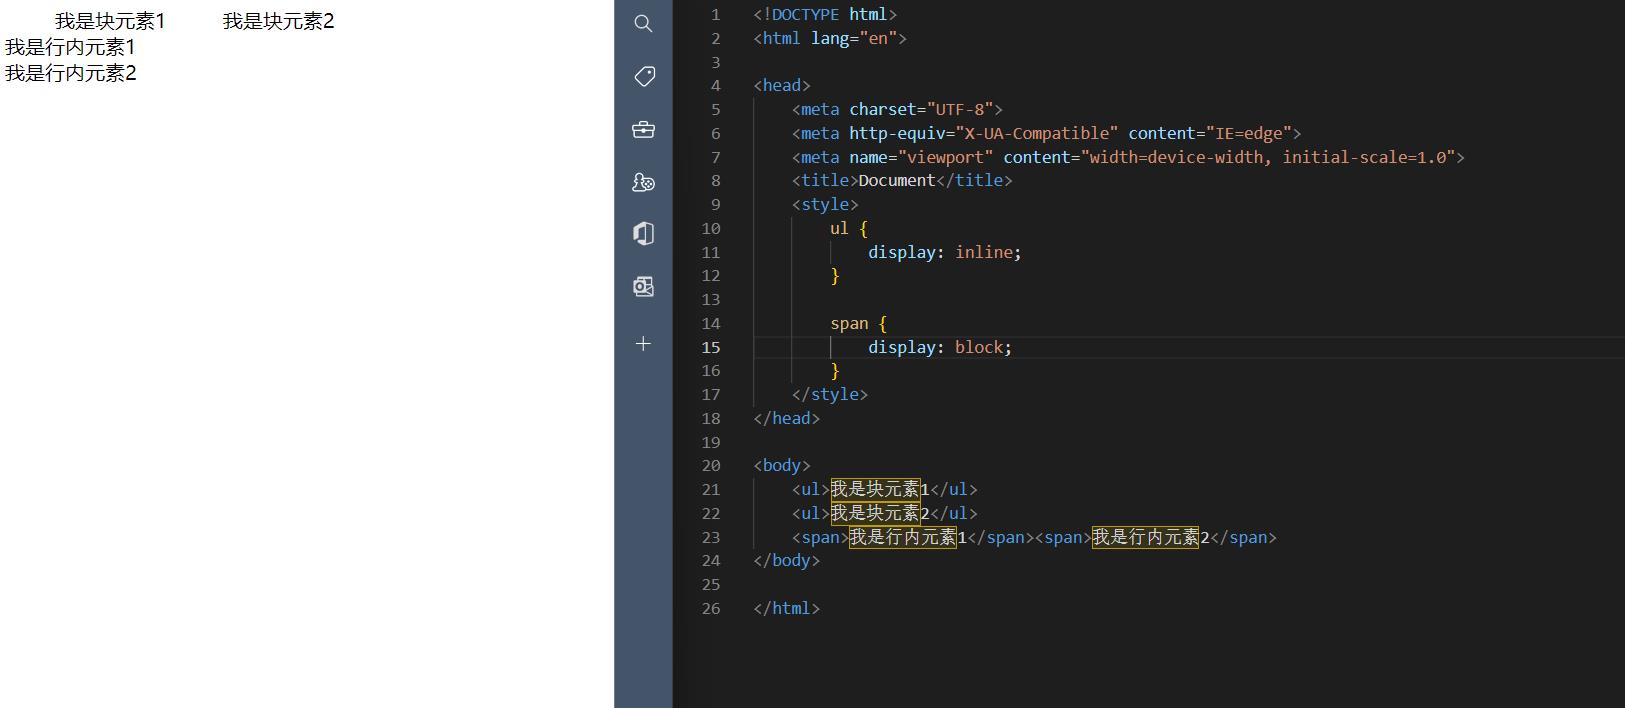 我是块元素1 我是块元素2
我是行内元素1
我是行内元素2
1 <!DOCTYPE html>
2 <html lang="en">
3
4 <head>
5 <meta charset="UTF-8">
6 <meta http-equiv="X-UA-Compatible" content="IE=edge">
7 <meta name="viewport" content="width=device-width, initial-scale=1.0">
8 <title>Document</title>
9 <style>
10 ul {
11 display: inline;
12 }
13
14 span {
15 display: block;
16 }
17 </style>
18 </head>
19
20 <body>
21 <ul>我是块元素1</ul>
22 <ul>我是块元素2</ul>
23 <span>我是行内元素1</span><span>我是行内元素2</span>
24 </body>
25
26 </html>